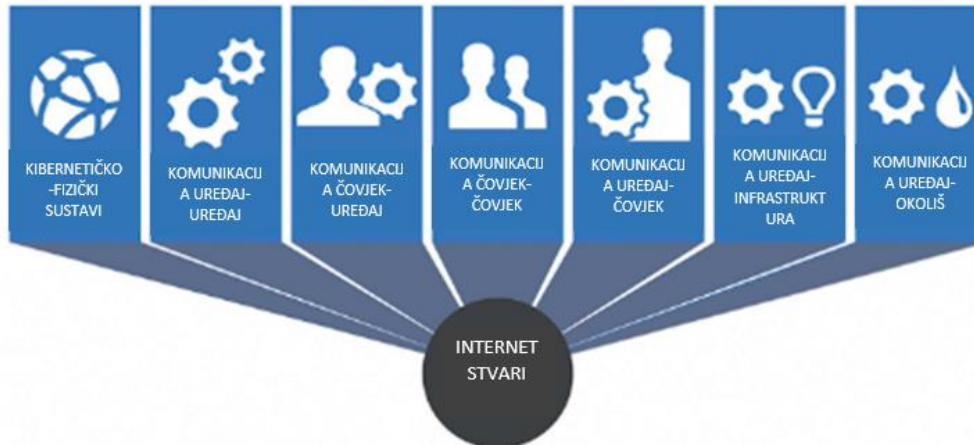 KIBERNETIČKO
-FIZIČKI
SUSTAVI
KOMUNIKACIJ
A UREĐAJ-
UREĐAJ
KOMUNIKACIJ
A ČOVJEK-
UREĐAJ
KOMUNIKACIJ
A ČOVJEK-
ČOVJEK
KOMUNIKACIJ
A UREĐAJ-
ČOVJEK
KOMUNIKACIJ
A UREĐAJ-
INFRASTRUKT
URA
KOMUNIKACIJ
A UREĐAJ-
OKOLIŠ
INTERNET
STVARI